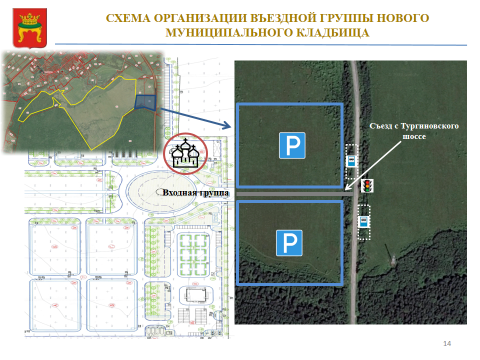 СХЕМА ОРГАНИЗАЦИИ ВЪЕЗДНОЙ ГРУППЫ НОВОГО
МУНИЦИПАЛЬНОГО КЛАДБИЩА
P
Съезд с Тургиновского
шоссе
Входная группа
P
14